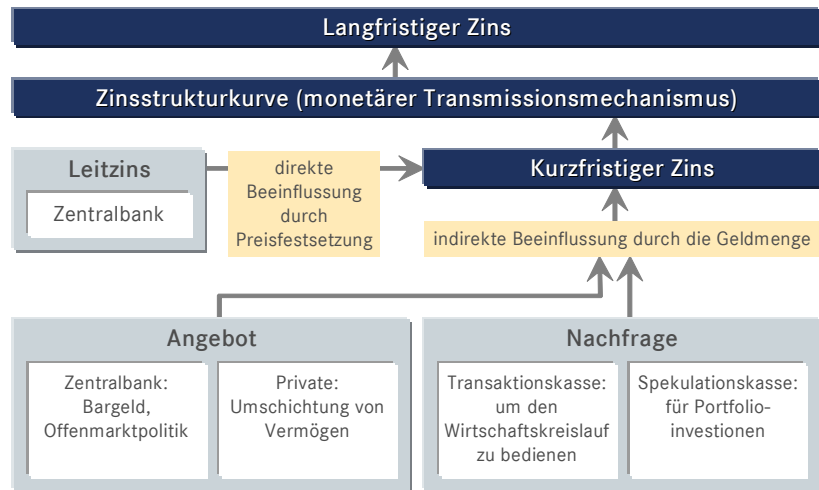 Langfristiger Zins
Zinsstrukturkurve (monetärer Transmissionsmechanismus)
Leitzins
Zentralbank
direkte
Beeinflussung
durch
Preisfestsetzung
Kurzfristiger Zins
indirekte Beeinflussung durch die Geldmenge
Angebot
Zentralbank:
Bargeld,
Offenmarktpolitik
Private:
Umschichtung von
Vermögen
Nachfrage
Transaktionskasse:
um den
Wirtschaftskreislauf
zu bedienen
Spekulationskasse:
für Portfolio-
investionen